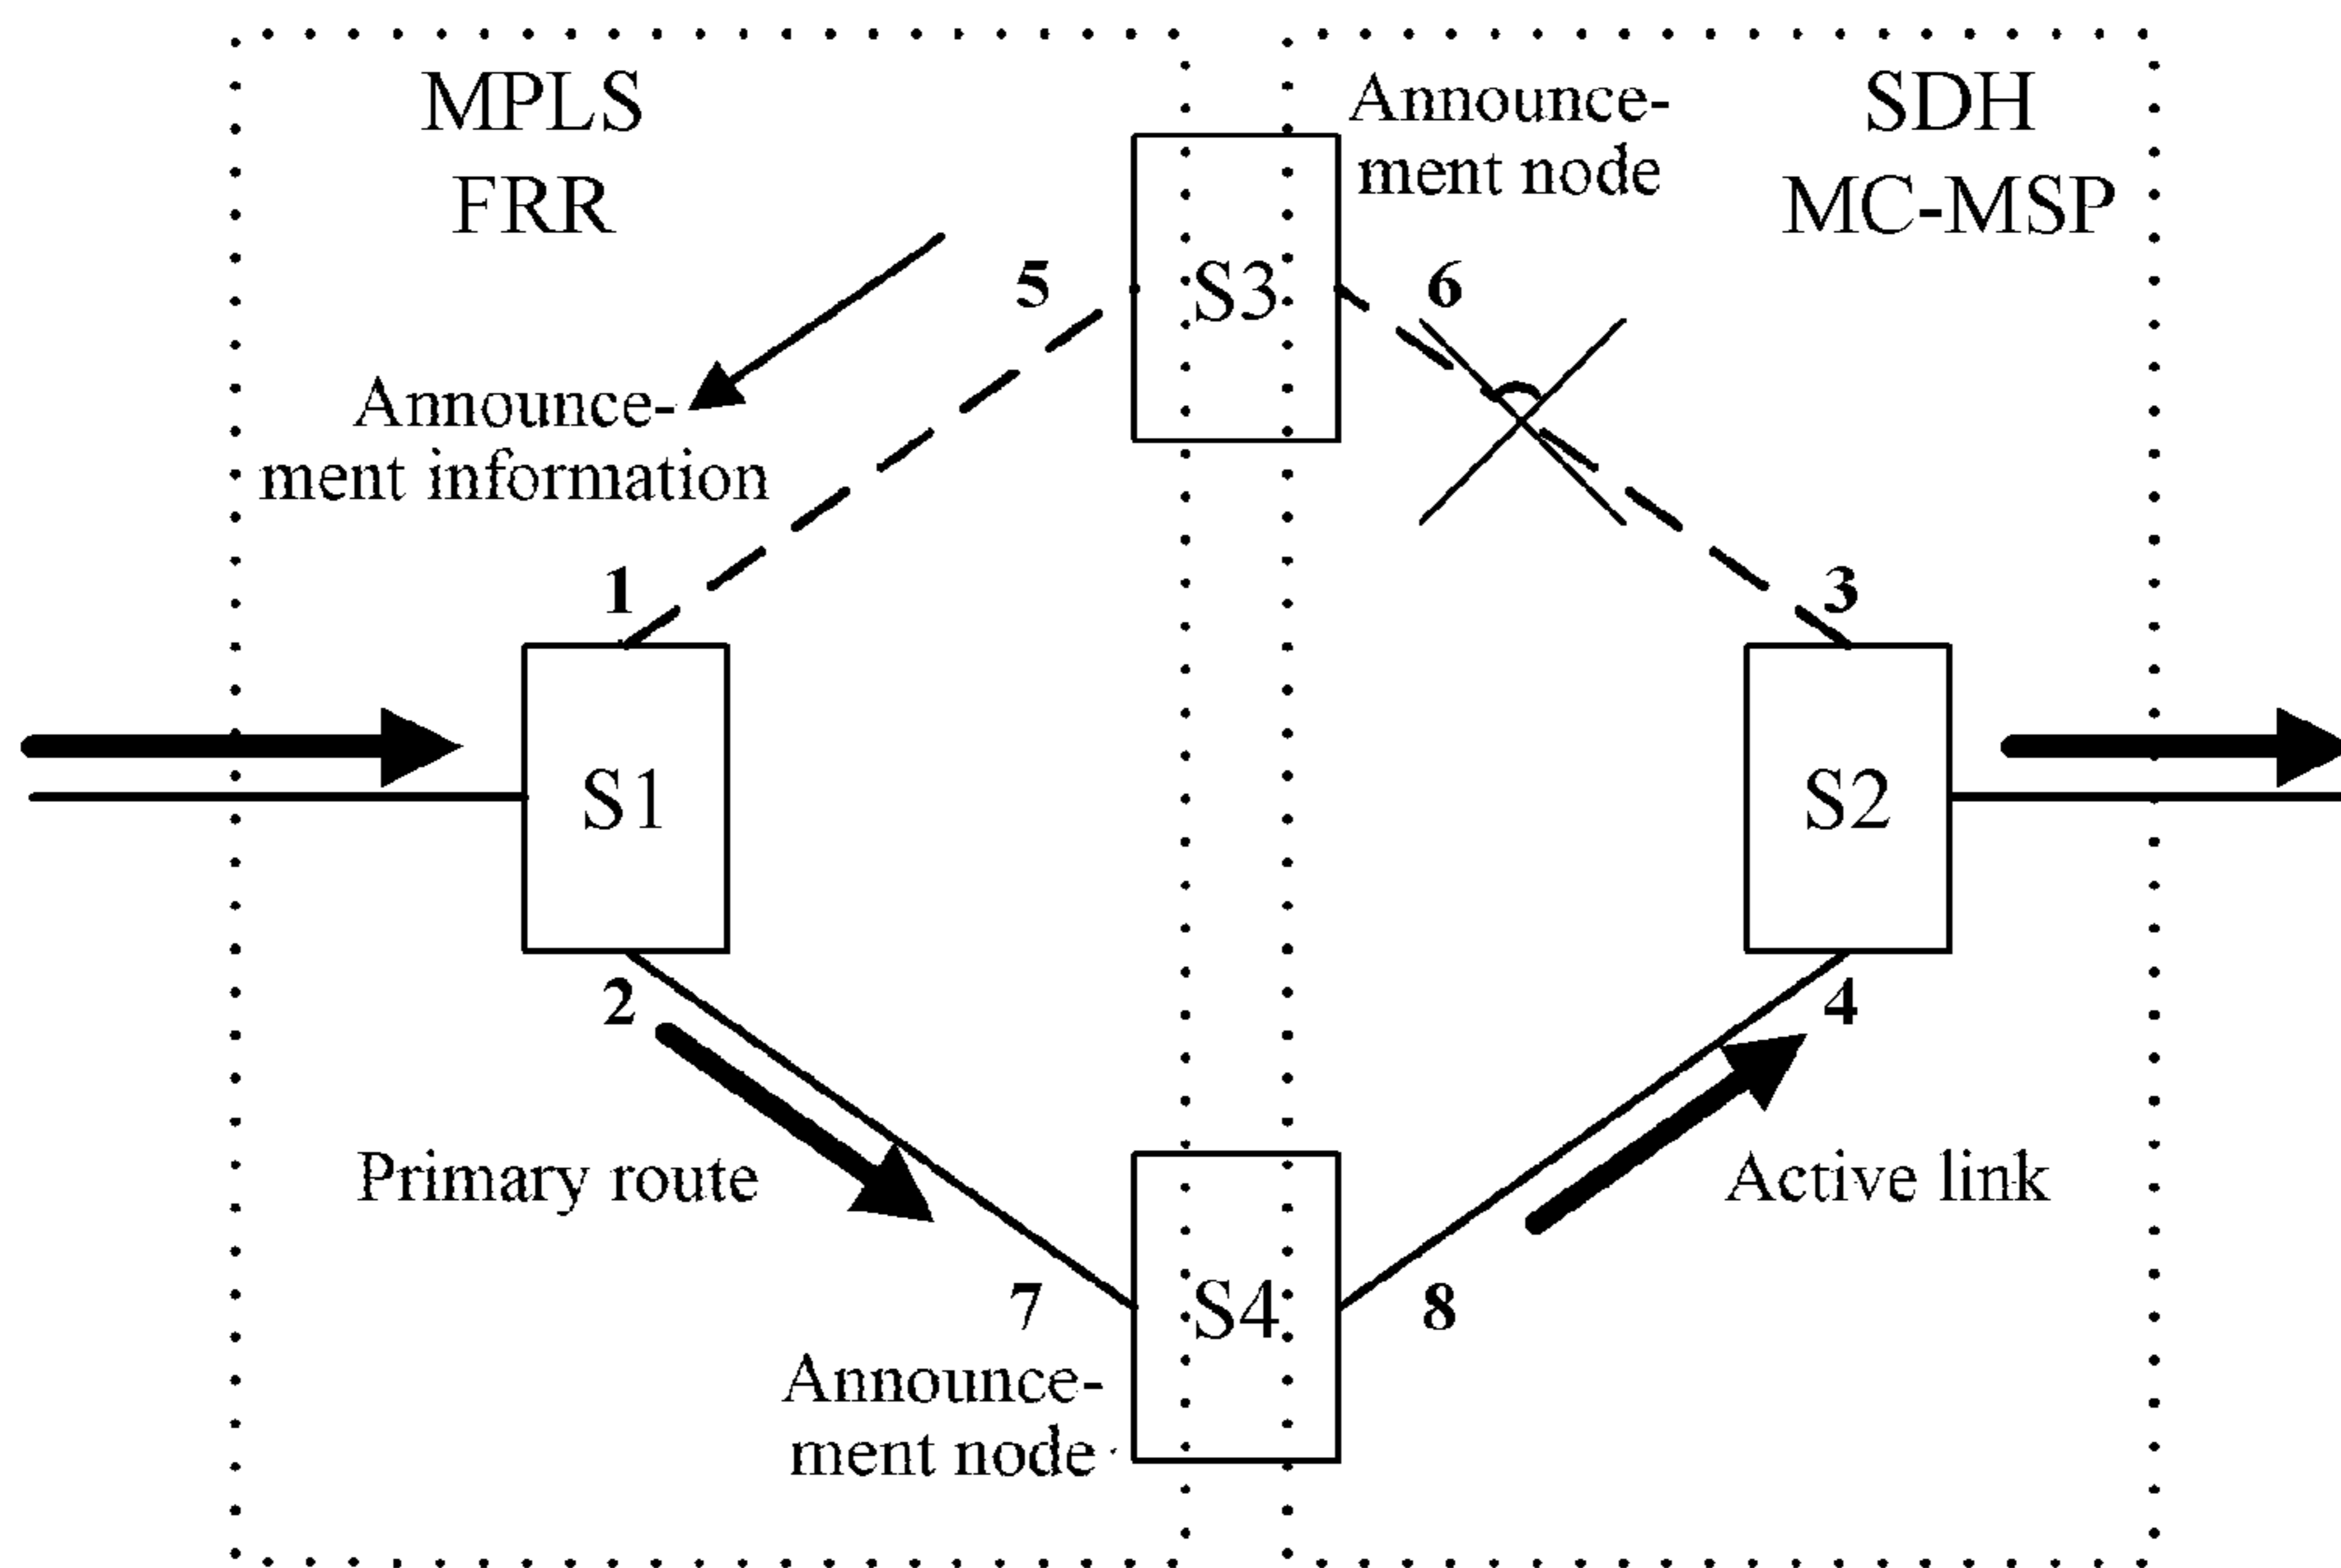 MPLS
FRR
Announce-
ment node
SDH
MC-MSP
S3
5
6
Announce-
ment information
1
3
S1
S2
2
4
Primary route
Active link
7
S4
8
Announce-
ment node